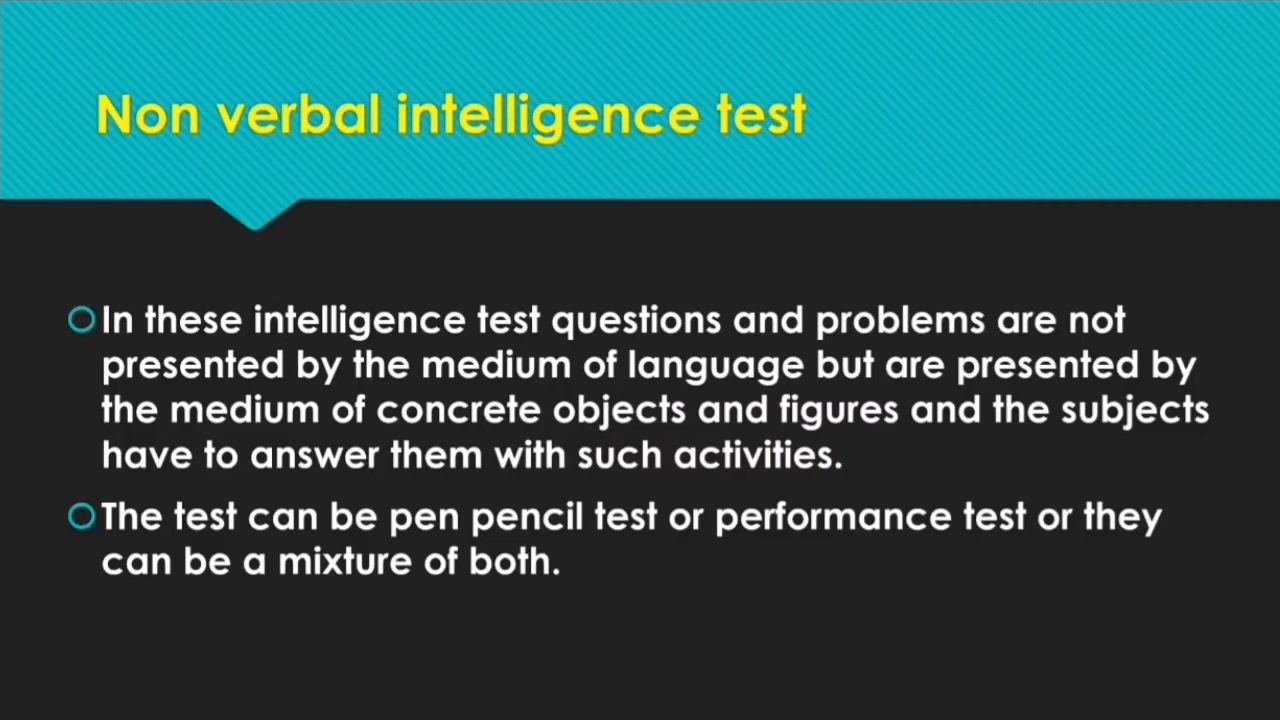 Non verbal intelligence test
In these intelligence test questions and problems are not
presented by the medium of language but are presented by
the medium of concrete objects and figures and the subjects
have to answer them with such activities.
The test can be pen pencil test or performance test or they
can be a mixture of both.